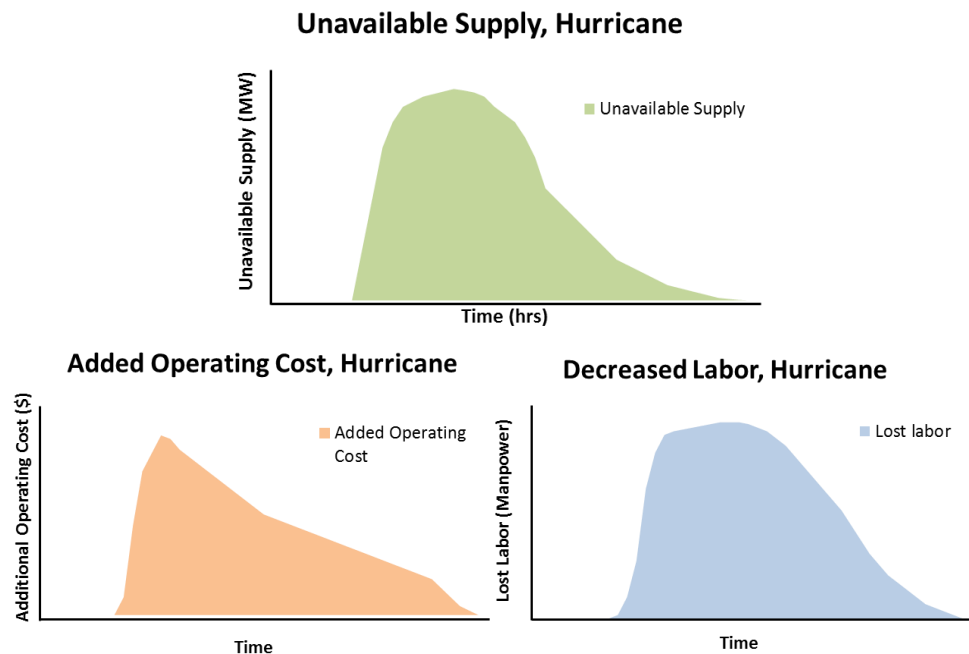 Unavailable Supply, Hurricane
Unavailable Supply (MW)
Unavailable Supply
Time (hrs)
Added Operating Cost, Hurricane
Additional Operating Cost ($)
Added Operating
Cost
Time
Decreased Labor, Hurricane
Lost Labor (Manpower)
Lost labor
Time